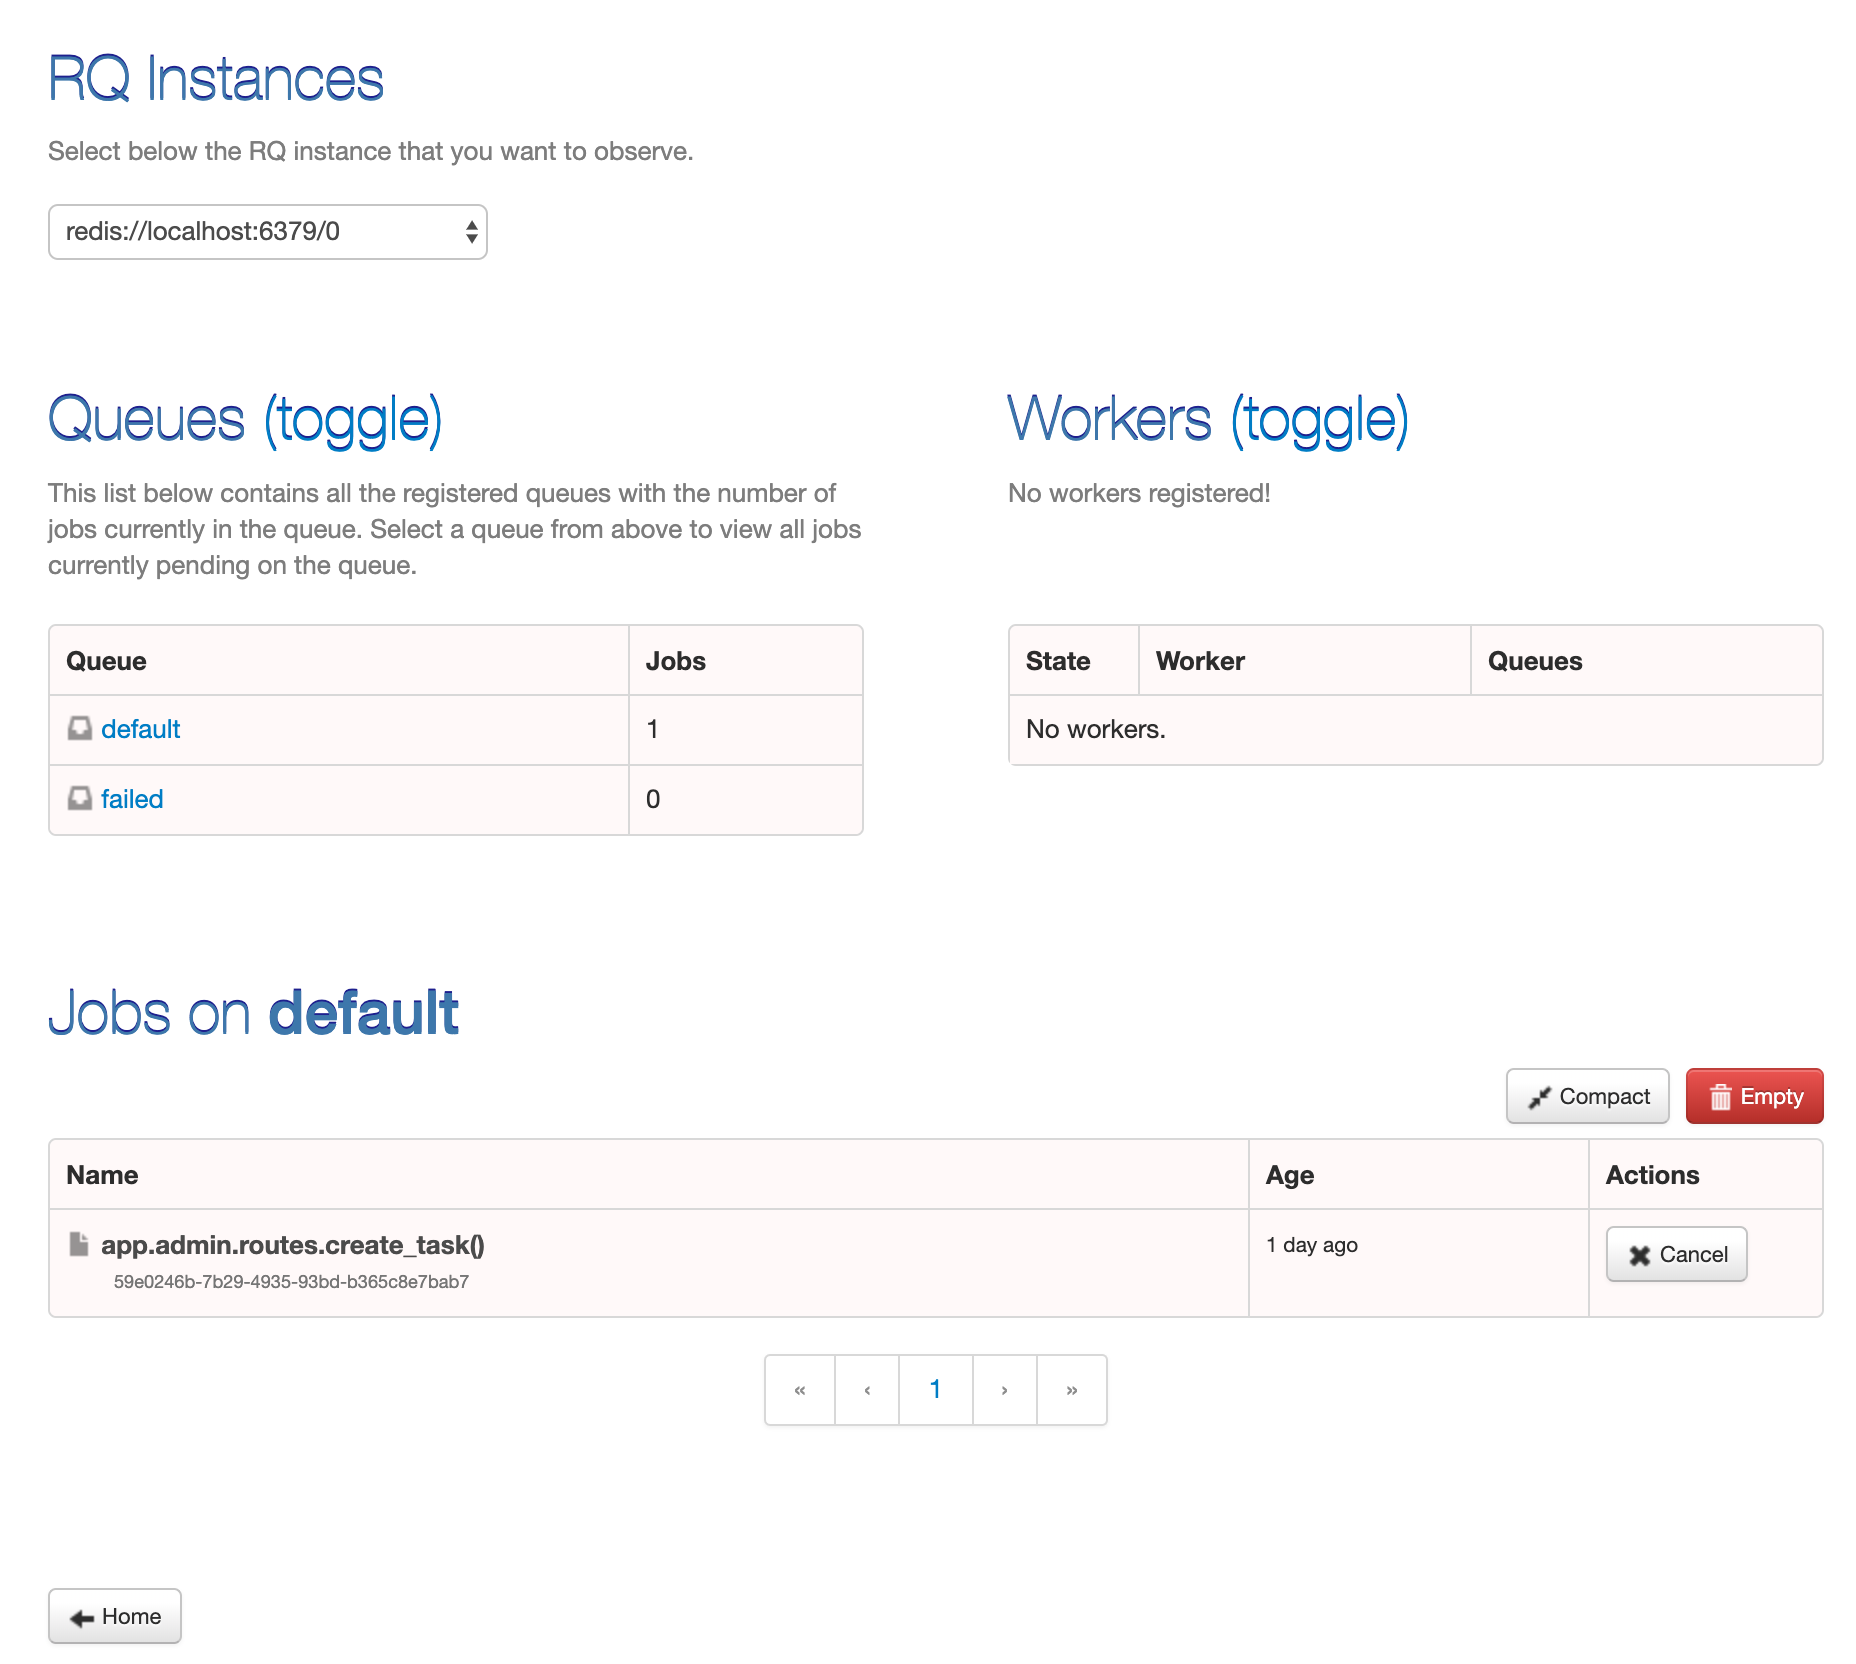 RQ Instances
Select below the RQ instance that you want to observe.
redis://localhost:6379/0
Queues (toggle)
This list below contains all the registered queues with the number of
jobs currently in the queue. Select a queue from above to view all jobs
currently pending on the queue.
Queue Jobs
default 1
failed 0
Workers (toggle)
No workers registered!
State Worker Queues
No workers.
Jobs on default
Compact Empty
Name Age Actions
app.admin.routes.create_task() 1 day ago Cancel
59e0246b-7b29-4935-93bd-b365c8e7bab7
« ‹ 1 › »
Home